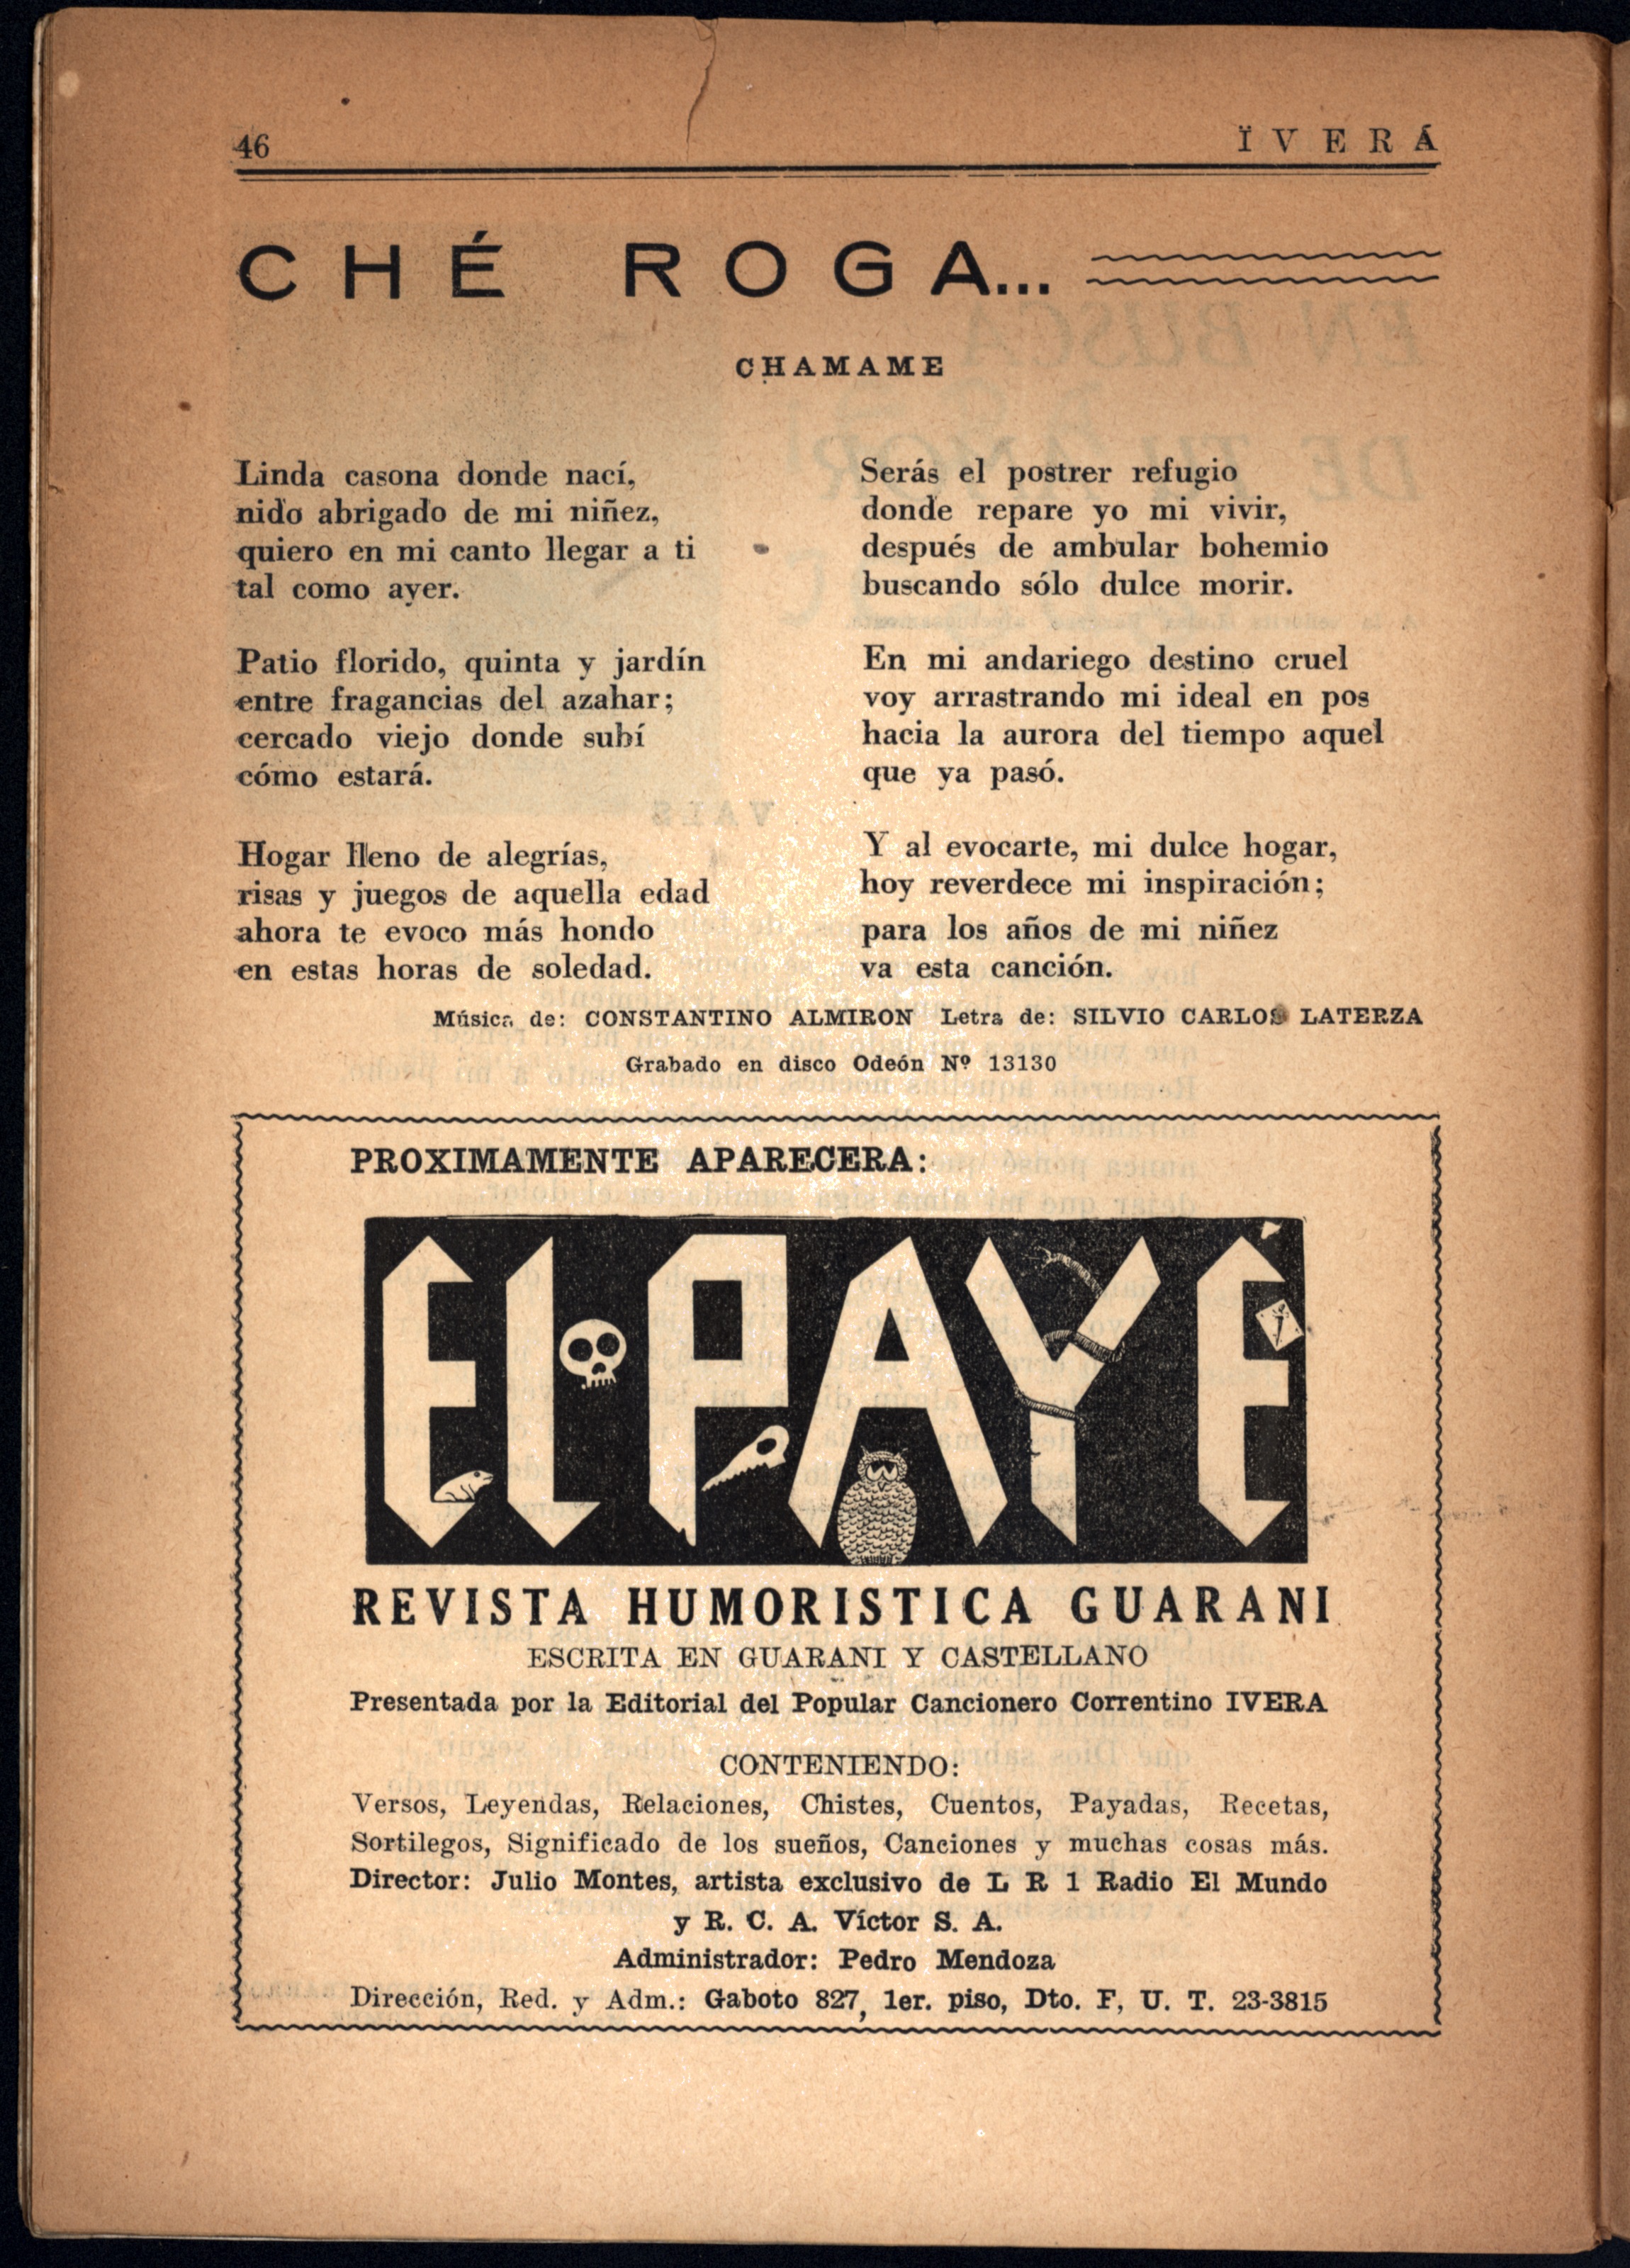 46
ÏVERÁ
CHÉ ROGA...
CHAMAME
Linda casona donde nací,
nido abrigado de mi niñez,
quiero en mi canto llegar a ti
tal como ayer.
Patio florido, quinta y jardín
entre fragancias del azahar;
cercado viejo donde subí
cómo estará.
Hogar lleno de alegrías,
risas y juegos de aquella edad
ahora te evoco más hondo
en estas horas de soledad.
Serás el postrer refugio
donde repare yo mi vivir,
después de ambular bohemio
buscando sólo dulce morir.
En mi andariego destino cruel
voy arrastrando mi ideal en pos
hacia la aurora del tiempo aquel
que ya pasó.
Y al evocarte, mi dulce hogar,
hoy reverdece mi inspiración;
para los años de mi niñez
va esta canción.
Música de: CONSTANTINO ALMIRON Letra de: SILVIO CARLOS LATERZA
Grabado en disco Odeón Nº 13130
PROXIMAMENTE APARECERA:
EL PAYÉ
REVISTA HUMORISTICA GUARANI
ESCRITA EN GUARANI Y CASTELLANO
Presentada por la Editorial del Popular Cancionero Correntino IVERA
CONTENIENDO:
Versos, Leyendas, Relaciones, Chistes, Cuentos, Payadas, Recetas,
Sortilegos, Significado de los sueños, Canciones y muchas cosas más.
Director: Julio Montes, artista exclusivo de L R 1 Radio El Mundo
y R. C. A. Víctor S. A.
Administrador: Pedro Mendoza
Dirección, Red. y Adm.: Gaboto 827, 1er. piso, Dto. F, U. T. 23-3815